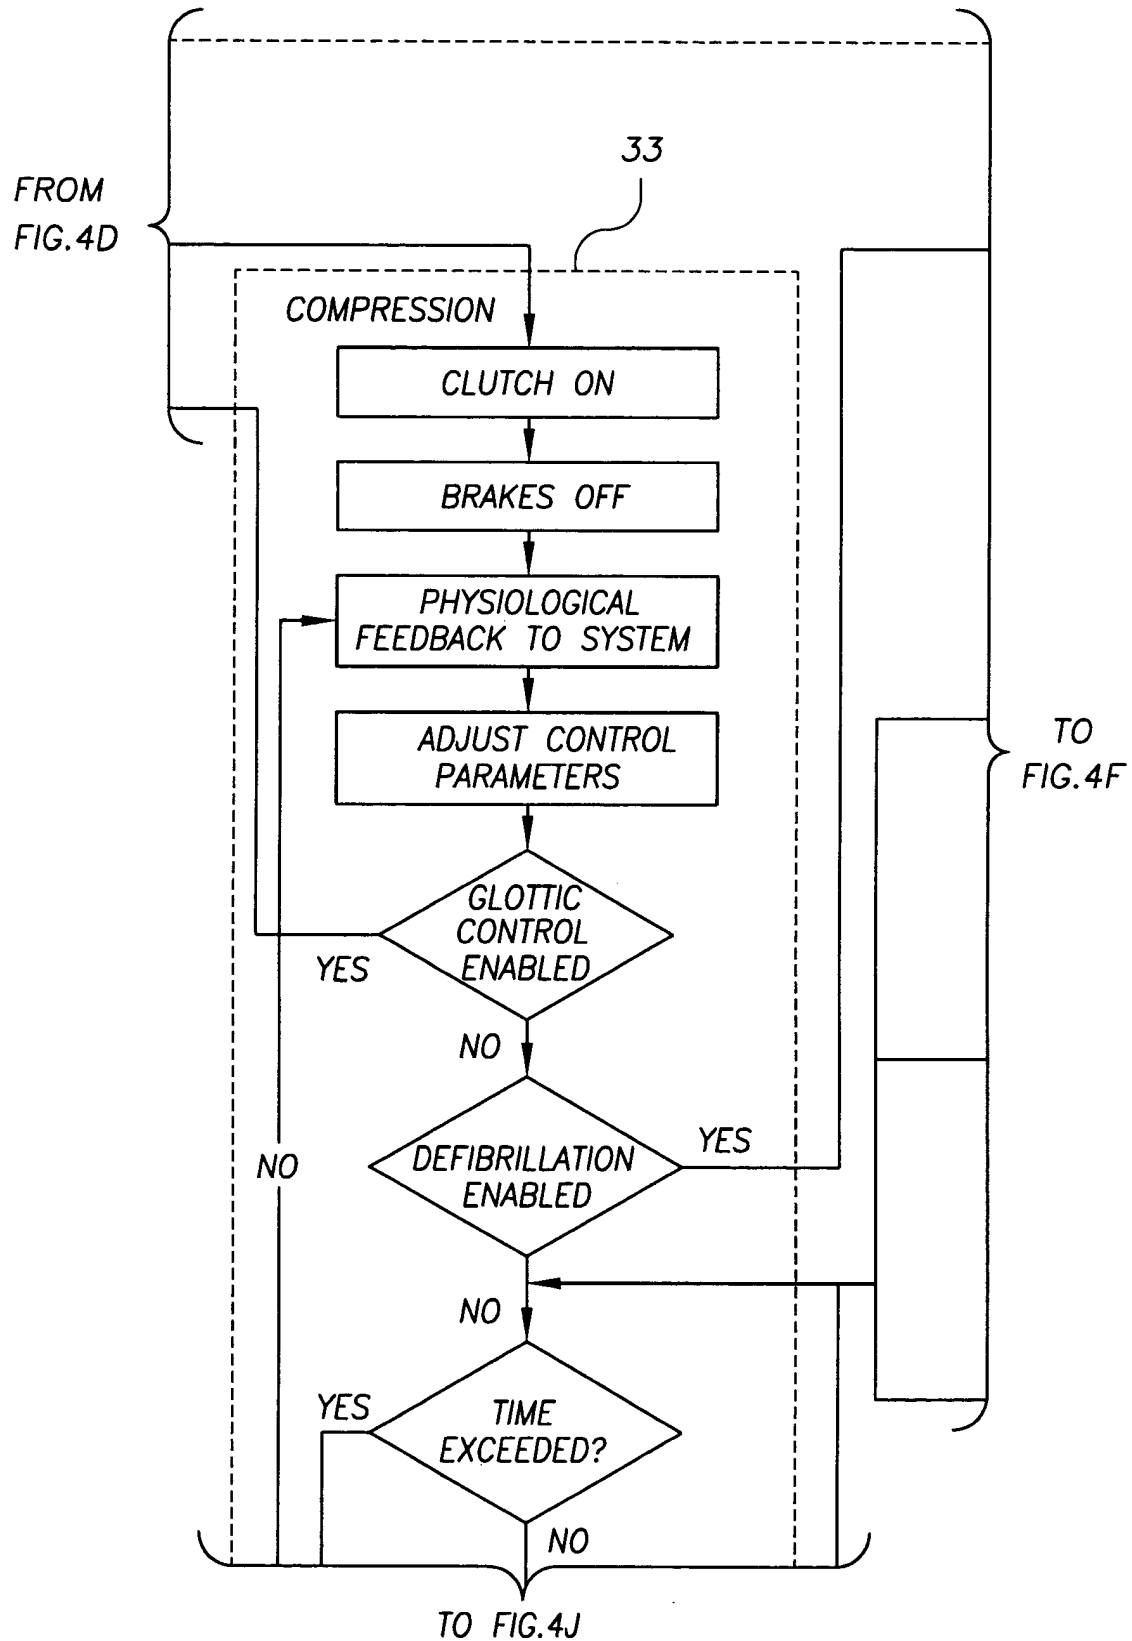 33
FROM
FIG.4D
COMPRESSION
CLUTCH ON
BRAKES OFF
PHYSIOLOGICAL
FEEDBACK TO SYSTEM
ADJUST CONTROL
PARAMETERS
TO
FIG.4F
GLOTTIC
CONTROL
ENABLED
YES
NO
DEFIBRILLATION
ENABLED
YES
NO
NO
TIME
EXCEEDED?
YES
NO
TO FIG.4J